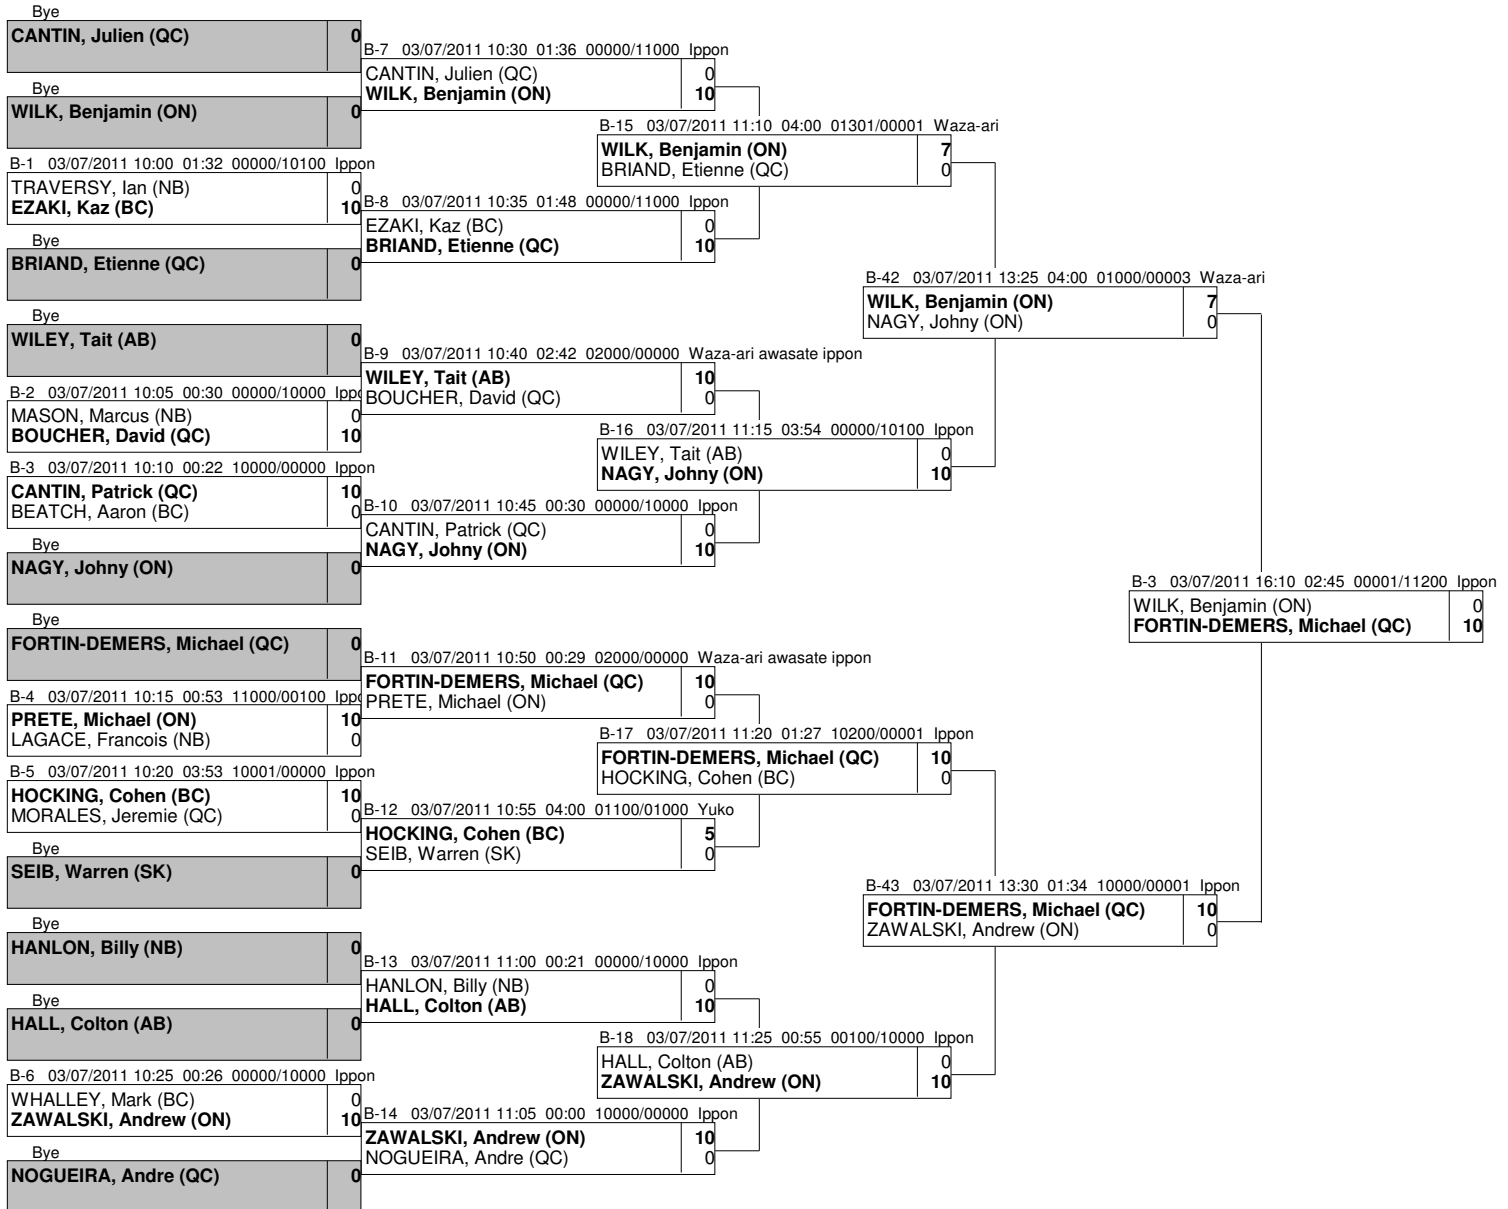 Bye
CANTIN, Julien (QC) 0
Bye
WILK, Benjamin (ON) 0
B-1 03/07/2011 10:00 01:32 00000/10100 Ippon
TRAVERSY, Ian (NB) 0
EZAKI, Kaz (BC) 10
Bye
BRIAND, Etienne (QC) 0
Bye
WILEY, Tait (AB) 0
B-2 03/07/2011 10:05 00:30 00000/10000 Ippo
MASON, Marcus (NB) 0
BOUCHER, David (QC) 10
B-3 03/07/2011 10:10 00:22 10000/00000 Ippon
CANTIN, Patrick (QC) 10
BEATCH, Aaron (BC) 0
Bye
NAGY, Johny (ON) 0
Bye
FORTIN-DEMERS, Michael (QC) 0
B-4 03/07/2011 10:15 00:53 11000/00100 Ippo
PRETE, Michael (ON) 10
LAGACE, Francois (NB) 0
B-5 03/07/2011 10:20 03:53 10001/00000 Ippon
HOCKING, Cohen (BC) 10
MORALES, Jeremie (QC) 0
Bye
SEIB, Warren (SK) 0
Bye
HANLON, Billy (NB) 0
Bye
HALL, Colton (AB) 0
B-6 03/07/2011 10:25 00:26 00000/10000 Ippon
WHALLEY, Mark (BC) 0
ZAWALSKI, Andrew (ON) 10
Bye
NOGUEIRA, Andre (QC) 0
B-7 03/07/2011 10:30 01:36 00000/11000 Ippon
CANTIN, Julien (QC) 0
WILK, Benjamin (ON) 10
B-8 03/07/2011 10:35 01:48 00000/11000 Ippon
EZAKI, Kaz (BC) 0
BRIAND, Etienne (QC) 10
B-9 03/07/2011 10:40 02:42 02000/00000 Waza-ari awasate ippon
WILEY, Tait (AB) 10
BOUCHER, David (QC) 0
B-10 03/07/2011 10:45 00:30 00000/10000 Ippon
CANTIN, Patrick (QC) 0
NAGY, Johny (ON) 10
B-11 03/07/2011 10:50 00:29 02000/00000 Waza-ari awasate ippon
FORTIN-DEMERS, Michael (QC) 10
PRETE, Michael (ON) 0
B-12 03/07/2011 10:55 04:00 01100/01000 Yuko
HOCKING, Cohen (BC) 5
SEIB, Warren (SK) 0
B-13 03/07/2011 11:00 00:21 00000/10000 Ippon
HANLON, Billy (NB) 0
HALL, Colton (AB) 10
B-14 03/07/2011 11:05 00:00 10000/00000 Ippon
ZAWALSKI, Andrew (ON) 10
NOGUEIRA, Andre (QC) 0
B-15 03/07/2011 11:10 04:00 01301/00001 Waza-ari
WILK, Benjamin (ON) 7
BRIAND, Etienne (QC) 0
B-16 03/07/2011 11:15 03:54 00000/10100 Ippon
WILEY, Tait (AB) 0
NAGY, Johny (ON) 10
B-17 03/07/2011 11:20 01:27 10200/00001 Ippon
FORTIN-DEMERS, Michael (QC) 10
HOCKING, Cohen (BC) 0
B-18 03/07/2011 11:25 00:55 00100/10000 Ippon
HALL, Colton (AB) 0
ZAWALSKI, Andrew (ON) 10
B-42 03/07/2011 13:25 04:00 01000/00003 Waza-ari
WILK, Benjamin (ON) 7
NAGY, Johny (ON) 0
B-43 03/07/2011 13:30 01:34 10000/00001 Ippon
FORTIN-DEMERS, Michael (QC) 10
ZAWALSKI, Andrew (ON) 0
B-3 03/07/2011 16:10 02:45 00001/11200 Ippon
WILK, Benjamin (ON) 0
FORTIN-DEMERS, Michael (QC) 10